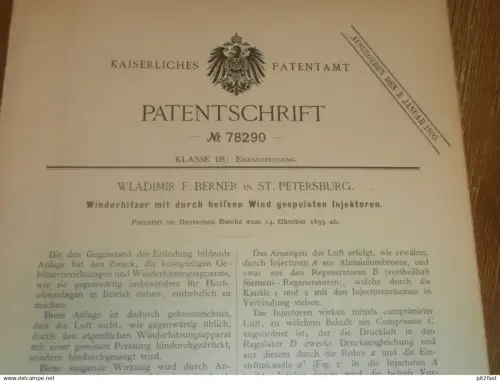 KAISERLICHES PATENTAMT
AUSGEGEBEN DEN 2. JANUAR 1895.
PATENTSCHRIFT
№ 78290
KLASSE 18: EISENERZEUGUNG.
WLADIMIR F. BERNER IN ST. PETERSBURG.
Winderhitzer mit durch heifsen Wind gespeisten Injektoren.
Patentirt im Deutschen Reiche vom 14. Oktober 1893 ab.
Die den Gegenstand der Erfindung bildende
Anlage hat den Zweck, die kostspieligen Ge-
bläsevorrichtungen und Winderhitzungsapparate,
wie sie gegenwärtig insbesondere für Hoch-
ofenanlagen in Betrieb stehen, entbehrlich zu
machen.
Diese Anlage ist dadurch gekennzeichnet,
dafs die Luft nicht, wie gegenwärtig üblich,
durch den eigentlichen Winderhitzungsapparat
mit einer gewissen Pressung hindurchgedrückt,
sondern hindurchgesaugt wird.
Diese saugende Wirkung wird durch An-
Das Ansaugen der Luft erfolgt, wie erwähnt,
durch Injectoren A aus Aluminiumbronze, und
zwar aus den Regeneratoren B (vortheilhaft
Siemens-Regeneratoren), welche durch die
Kanäle 1 und 2 mit den Injectorenräumen in
Verbindung stehen.
Die Injectoren wirken mittels comprimirter
Luft, zu welchem Behufe ein Compressor C
angeordnet ist, der die Druckluft in den
Regulator D zwecks Druckausgleichung und
aus diesem durch die Rohre a und die Ein-
strömkanäle a¹ (Fig. 2) in die Injectoren